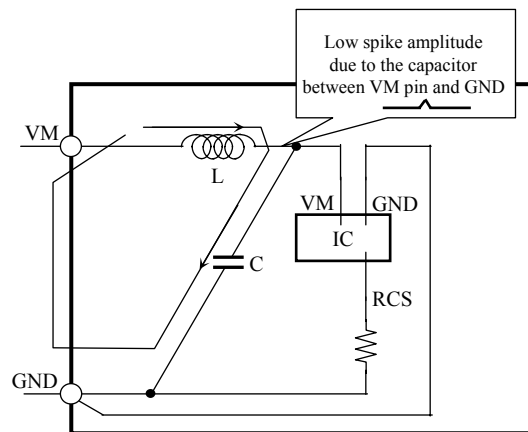 Low spike amplitude
due to the capacitor
between VM pin and GND
VM
L
VM
GND
IC
C
RCS
GND